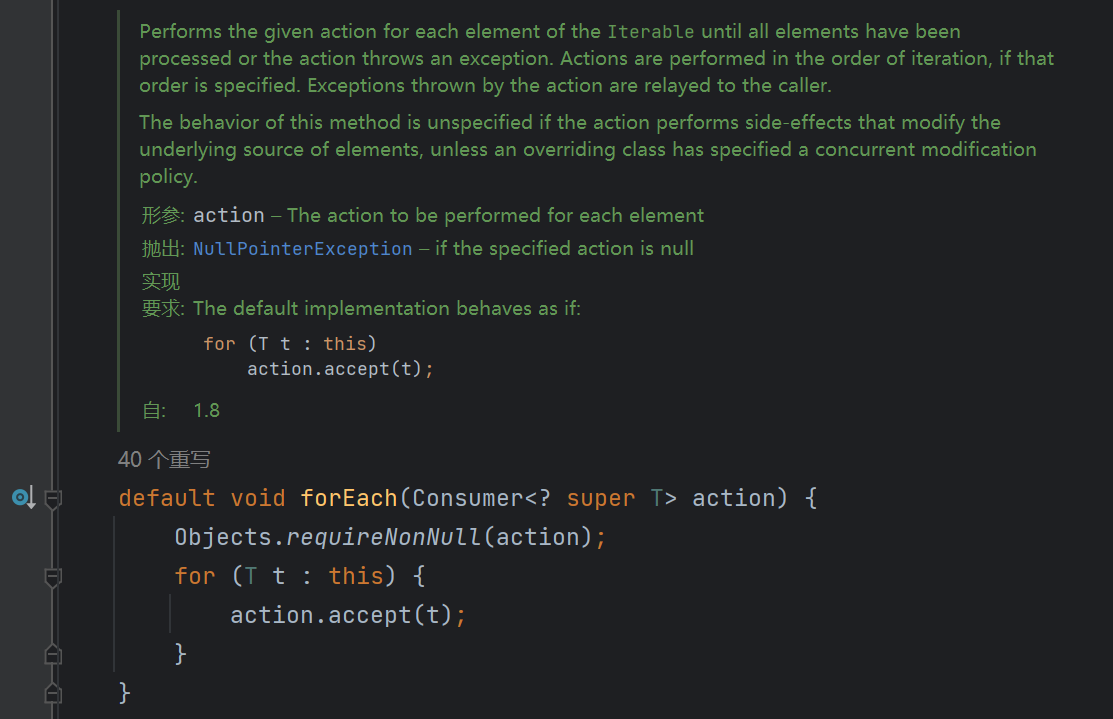 Performs the given action for each element of the Iterable until all elements have been
processed or the action throws an exception. Actions are performed in the order of iteration, if that
order is specified. Exceptions thrown by the action are relayed to the caller.
The behavior of this method is unspecified if the action performs side-effects that modify the
underlying source of elements, unless an overriding class has specified a concurrent modification
policy.
形参: action – The action to be performed for each element
抛出: NullPointerException – if the specified action is null
实现
要求: The default implementation behaves as if:
for (T t : this)
    action.accept(t);
自: 1.8
40 个重写
default void forEach(Consumer<? super T> action) {
    Objects.requireNonNull(action);
    for (T t : this) {
        action.accept(t);
    }
}